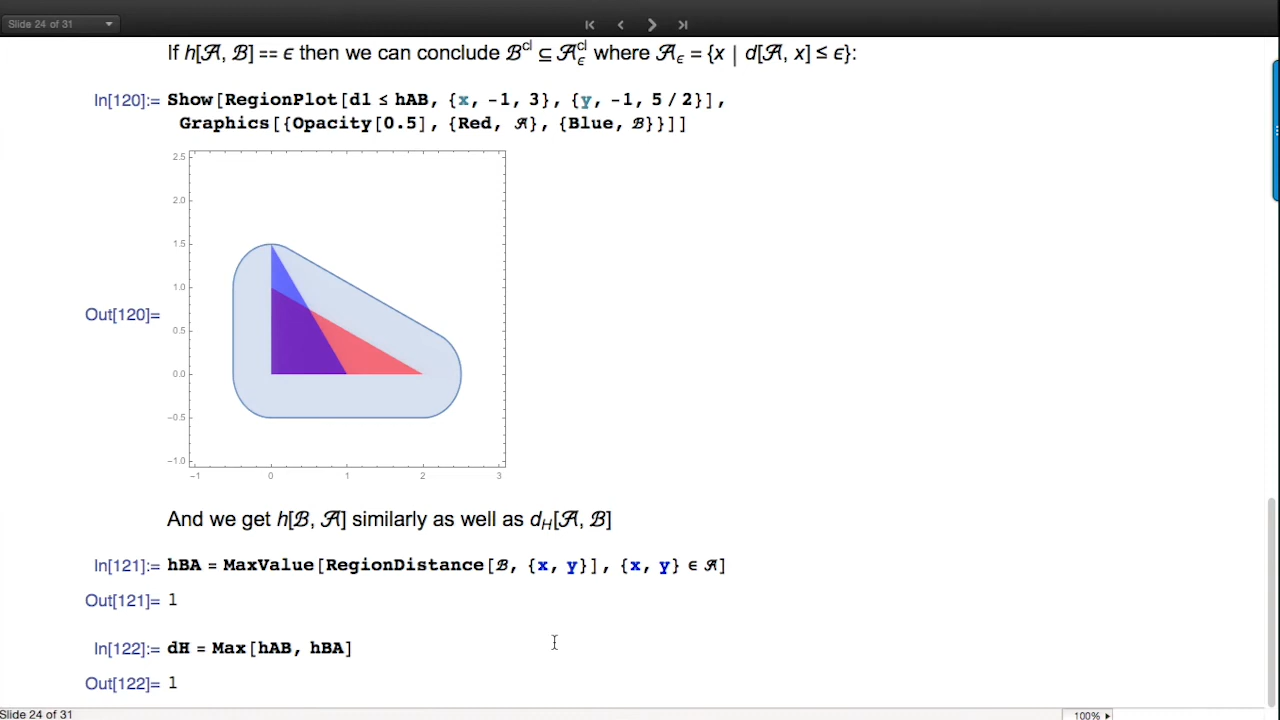 Slide 24 of 31
If h[𝒜, ℬ] == ϵ then we can conclude ℬ^cl ⊆ 𝒜_ϵ^cl where 𝒜_ϵ = {x | d[𝒜, x] ≤ ϵ}:
In[120]:= Show[RegionPlot[d1 ≤ hAB, {x, -1, 3}, {y, -1, 5 / 2}],
Graphics[{Opacity[0.5], {Red, 𝒜}, {Blue, ℬ}}]]
2.5
2.0
1.5
1.0
Out[120]=
0.5
0.0
-0.5
-1.0
-1 0 1 2 3
And we get h[ℬ, 𝒜] similarly as well as d_H[𝒜, ℬ]
In[121]:= hBA = MaxValue[RegionDistance[ℬ, {x, y}], {x, y} ∈ 𝒜]
Out[121]= 1
In[122]:= dH = Max[hAB, hBA]
Out[122]= 1
Slide 24 of 31 100%